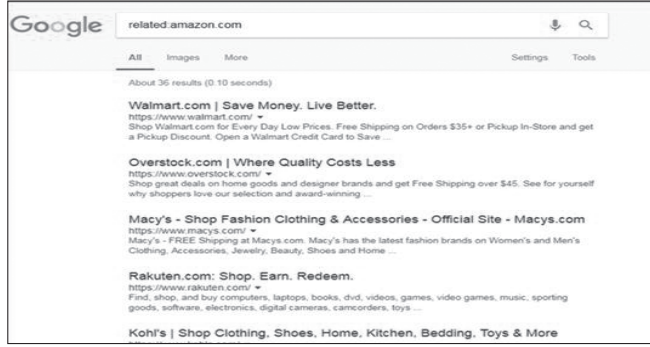 Google
related:amazon.com
All Images More Settings Tools
About 36 results (0.10 seconds)
Walmart.com | Save Money. Live Better.
https://www.walmart.com/
Shop Walmart.com for Every Day Low Prices. Free Shipping on Orders $35+ or Pickup In-Store and get
a Pickup Discount. Open a Walmart Credit Card to Save ...
Overstock.com | Where Quality Costs Less
https://www.overstock.com/
Shop great deals on home goods and designer brands and get Free Shipping over $45. See for yourself
why shoppers love our selection and award-winning ...
Macy's - Shop Fashion Clothing & Accessories - Official Site - Macys.com
https://www.macys.com/
Macy's - FREE Shipping at Macys.com. Macy's has the latest fashion brands on Women's and Men's
Clothing, Accessories, Jewelry, Beauty, Shoes and Home ...
Rakuten.com: Shop. Earn. Redeem.
https://www.rakuten.com/
Find, shop, and buy computers, laptops, books, dvd, videos, games, video games, music, sporting
goods, software, electronics, digital cameras, camcorders, toys ...
Kohl's | Shop Clothing, Shoes, Home, Kitchen, Bedding, Toys & More